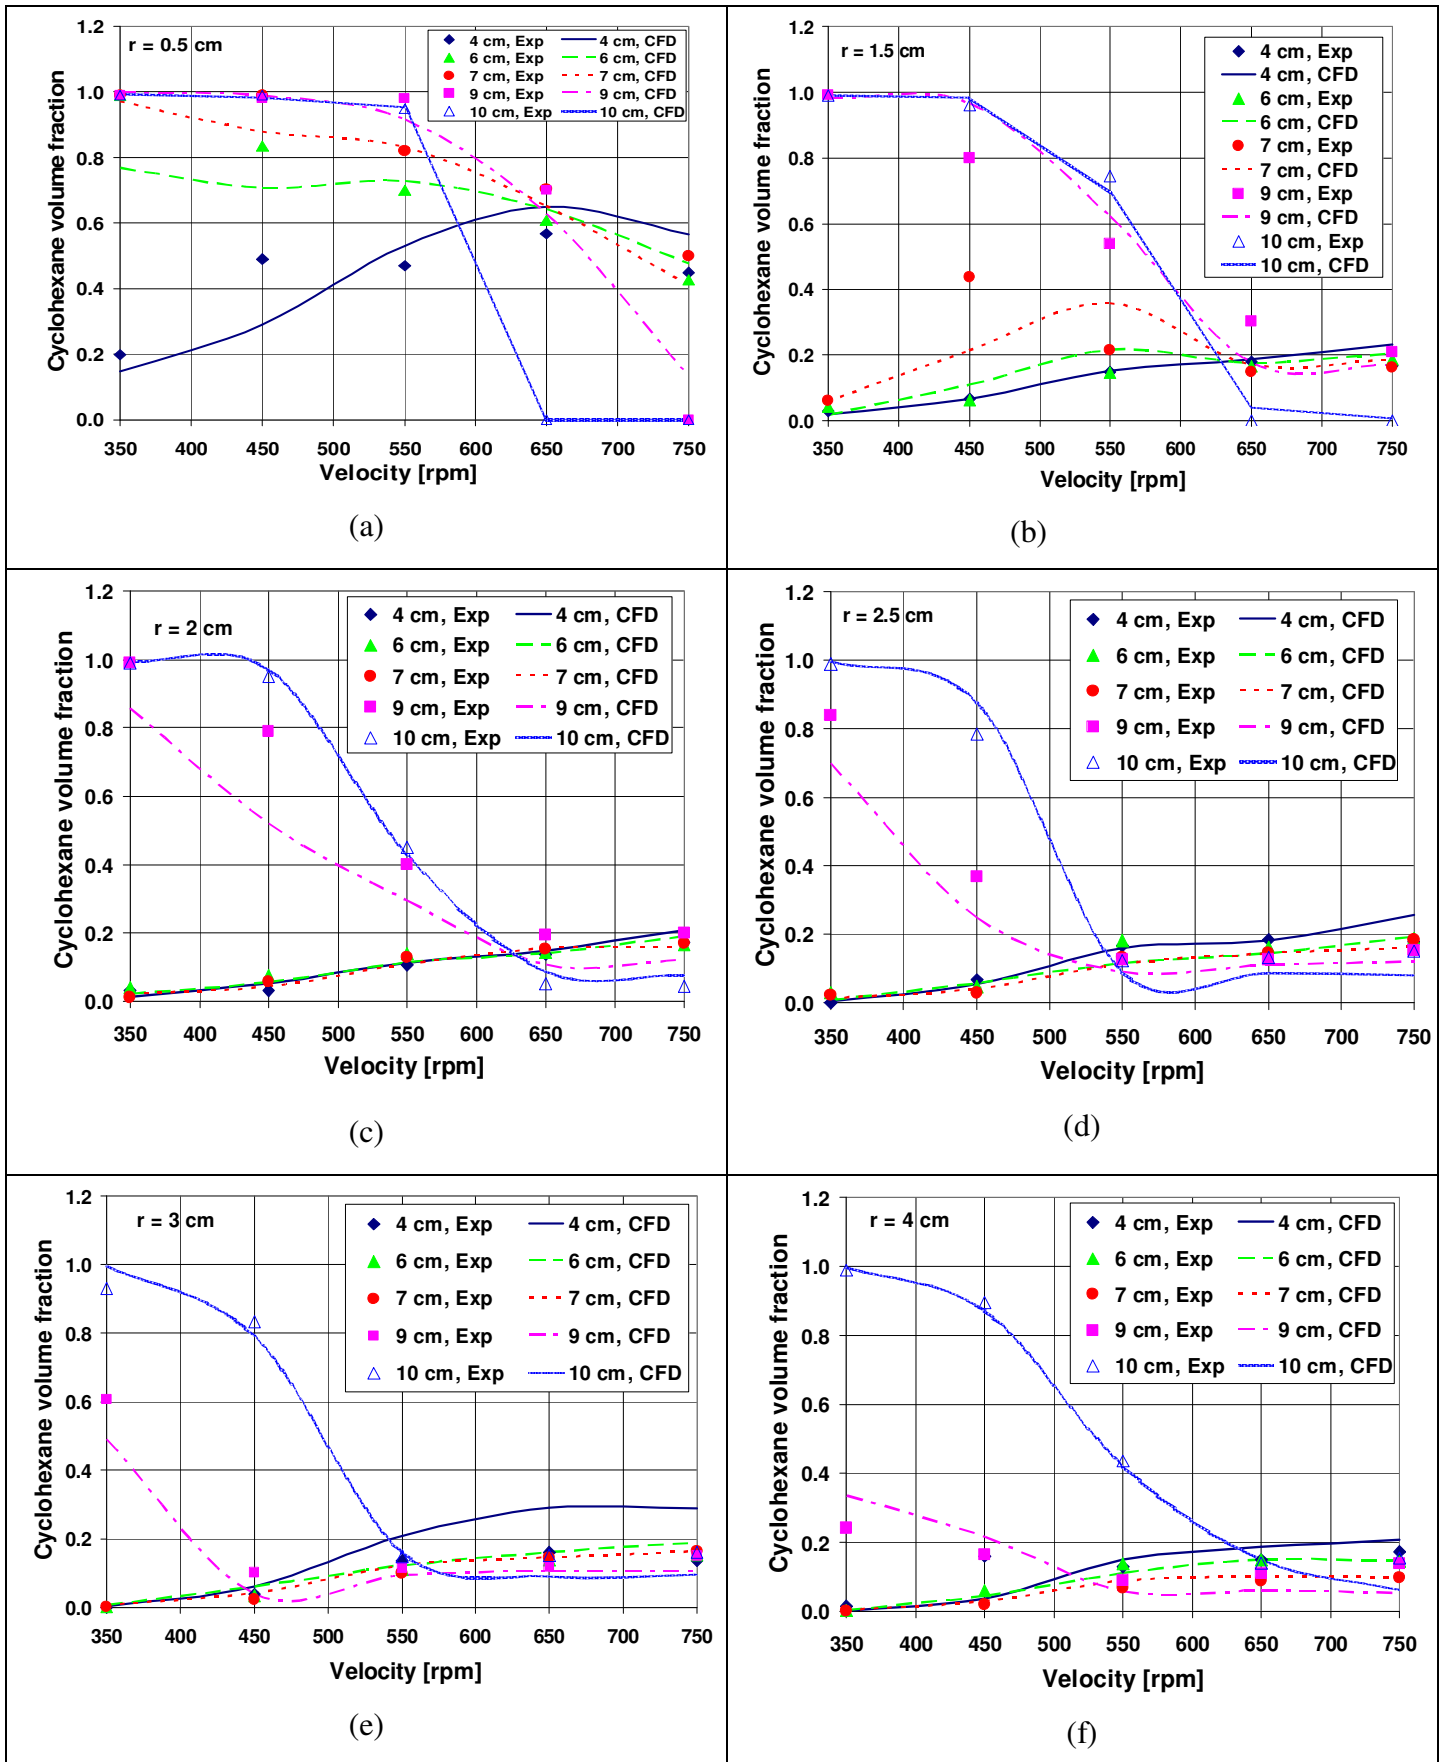 1.2
r = 0.5 cm
4 cm, Exp 4 cm, CFD
6 cm, Exp 6 cm, CFD
7 cm, Exp 7 cm, CFD
9 cm, Exp 9 cm, CFD
10 cm, Exp 10 cm, CFD
1.0
0.8
0.6
0.4
0.2
0.0
Cyclohexane volume fraction
350 400 450 500 550 600 650 700 750
Velocity [rpm]
(a)
1.2
r = 1.5 cm
4 cm, Exp
4 cm, CFD
6 cm, Exp
6 cm, CFD
7 cm, Exp
7 cm, CFD
9 cm, Exp
9 cm, CFD
10 cm, Exp
10 cm, CFD
1.0
0.8
0.6
0.4
0.2
0.0
Cyclohexane volume fraction
350 400 450 500 550 600 650 700 750
Velocity [rpm]
(b)
1.2
r = 2 cm
4 cm, Exp 4 cm, CFD
6 cm, Exp 6 cm, CFD
7 cm, Exp 7 cm, CFD
9 cm, Exp 9 cm, CFD
10 cm, Exp 10 cm, CFD
1.0
0.8
0.6
0.4
0.2
0.0
Cyclohexane volume fraction
350 400 450 500 550 600 650 700 750
Velocity [rpm]
(c)
1.2
r = 2.5 cm
4 cm, Exp 4 cm, CFD
6 cm, Exp 6 cm, CFD
7 cm, Exp 7 cm, CFD
9 cm, Exp 9 cm, CFD
10 cm, Exp 10 cm, CFD
1.0
0.8
0.6
0.4
0.2
0.0
Cyclohexane volume fraction
350 400 450 500 550 600 650 700 750
Velocity [rpm]
(d)
1.2
r = 3 cm
4 cm, Exp 4 cm, CFD
6 cm, Exp 6 cm, CFD
7 cm, Exp 7 cm, CFD
9 cm, Exp 9 cm, CFD
10 cm, Exp 10 cm, CFD
1.0
0.8
0.6
0.4
0.2
0.0
Cyclohexane volume fraction
350 400 450 500 550 600 650 700 750
Velocity [rpm]
(e)
1.2
r = 4 cm
4 cm, Exp 4 cm, CFD
6 cm, Exp 6 cm, CFD
7 cm, Exp 7 cm, CFD
9 cm, Exp 9 cm, CFD
10 cm, Exp 10 cm, CFD
1.0
0.8
0.6
0.4
0.2
0.0
Cyclohexane volume fraction
350 400 450 500 550 600 650 700 750
Velocity [rpm]
(f)